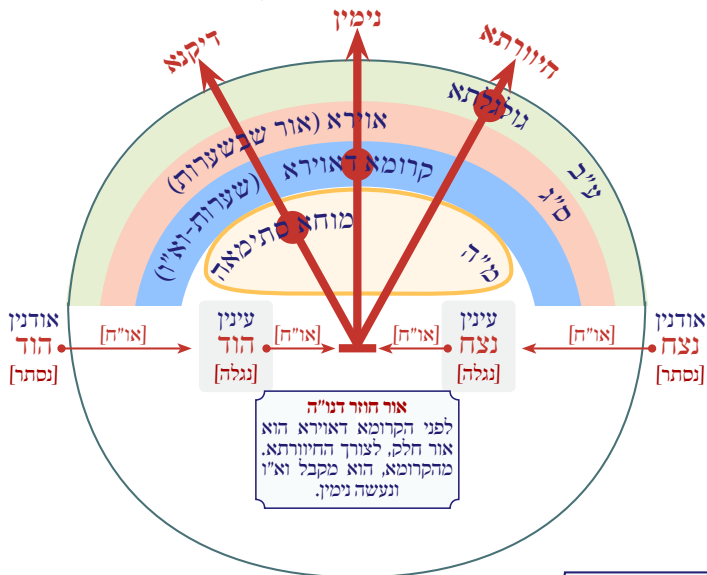 חיוורתא
נימין
דיקנא
גולגלתא
ע"ב
אוירא (אור שבשערות)
ס"ג
קרומא דאוירא
(שערות-וא"ו)
מוחא סתימאה
מ"ה
אודנין
נצח
[נסתר]
[או"ח]
עינין
נצח
[נגלה]
[או"ח]
[או"ח]
עינין
הוד
[נגלה]
[או"ח]
אודנין
הוד
[נסתר]
אור חוזר דנו"ה
לפני הקרומא דאוירא הוא
אור חלק, לצורך החיוורתא.
מהקרומא, הוא מקבל וא"ו
ונעשה נימין.